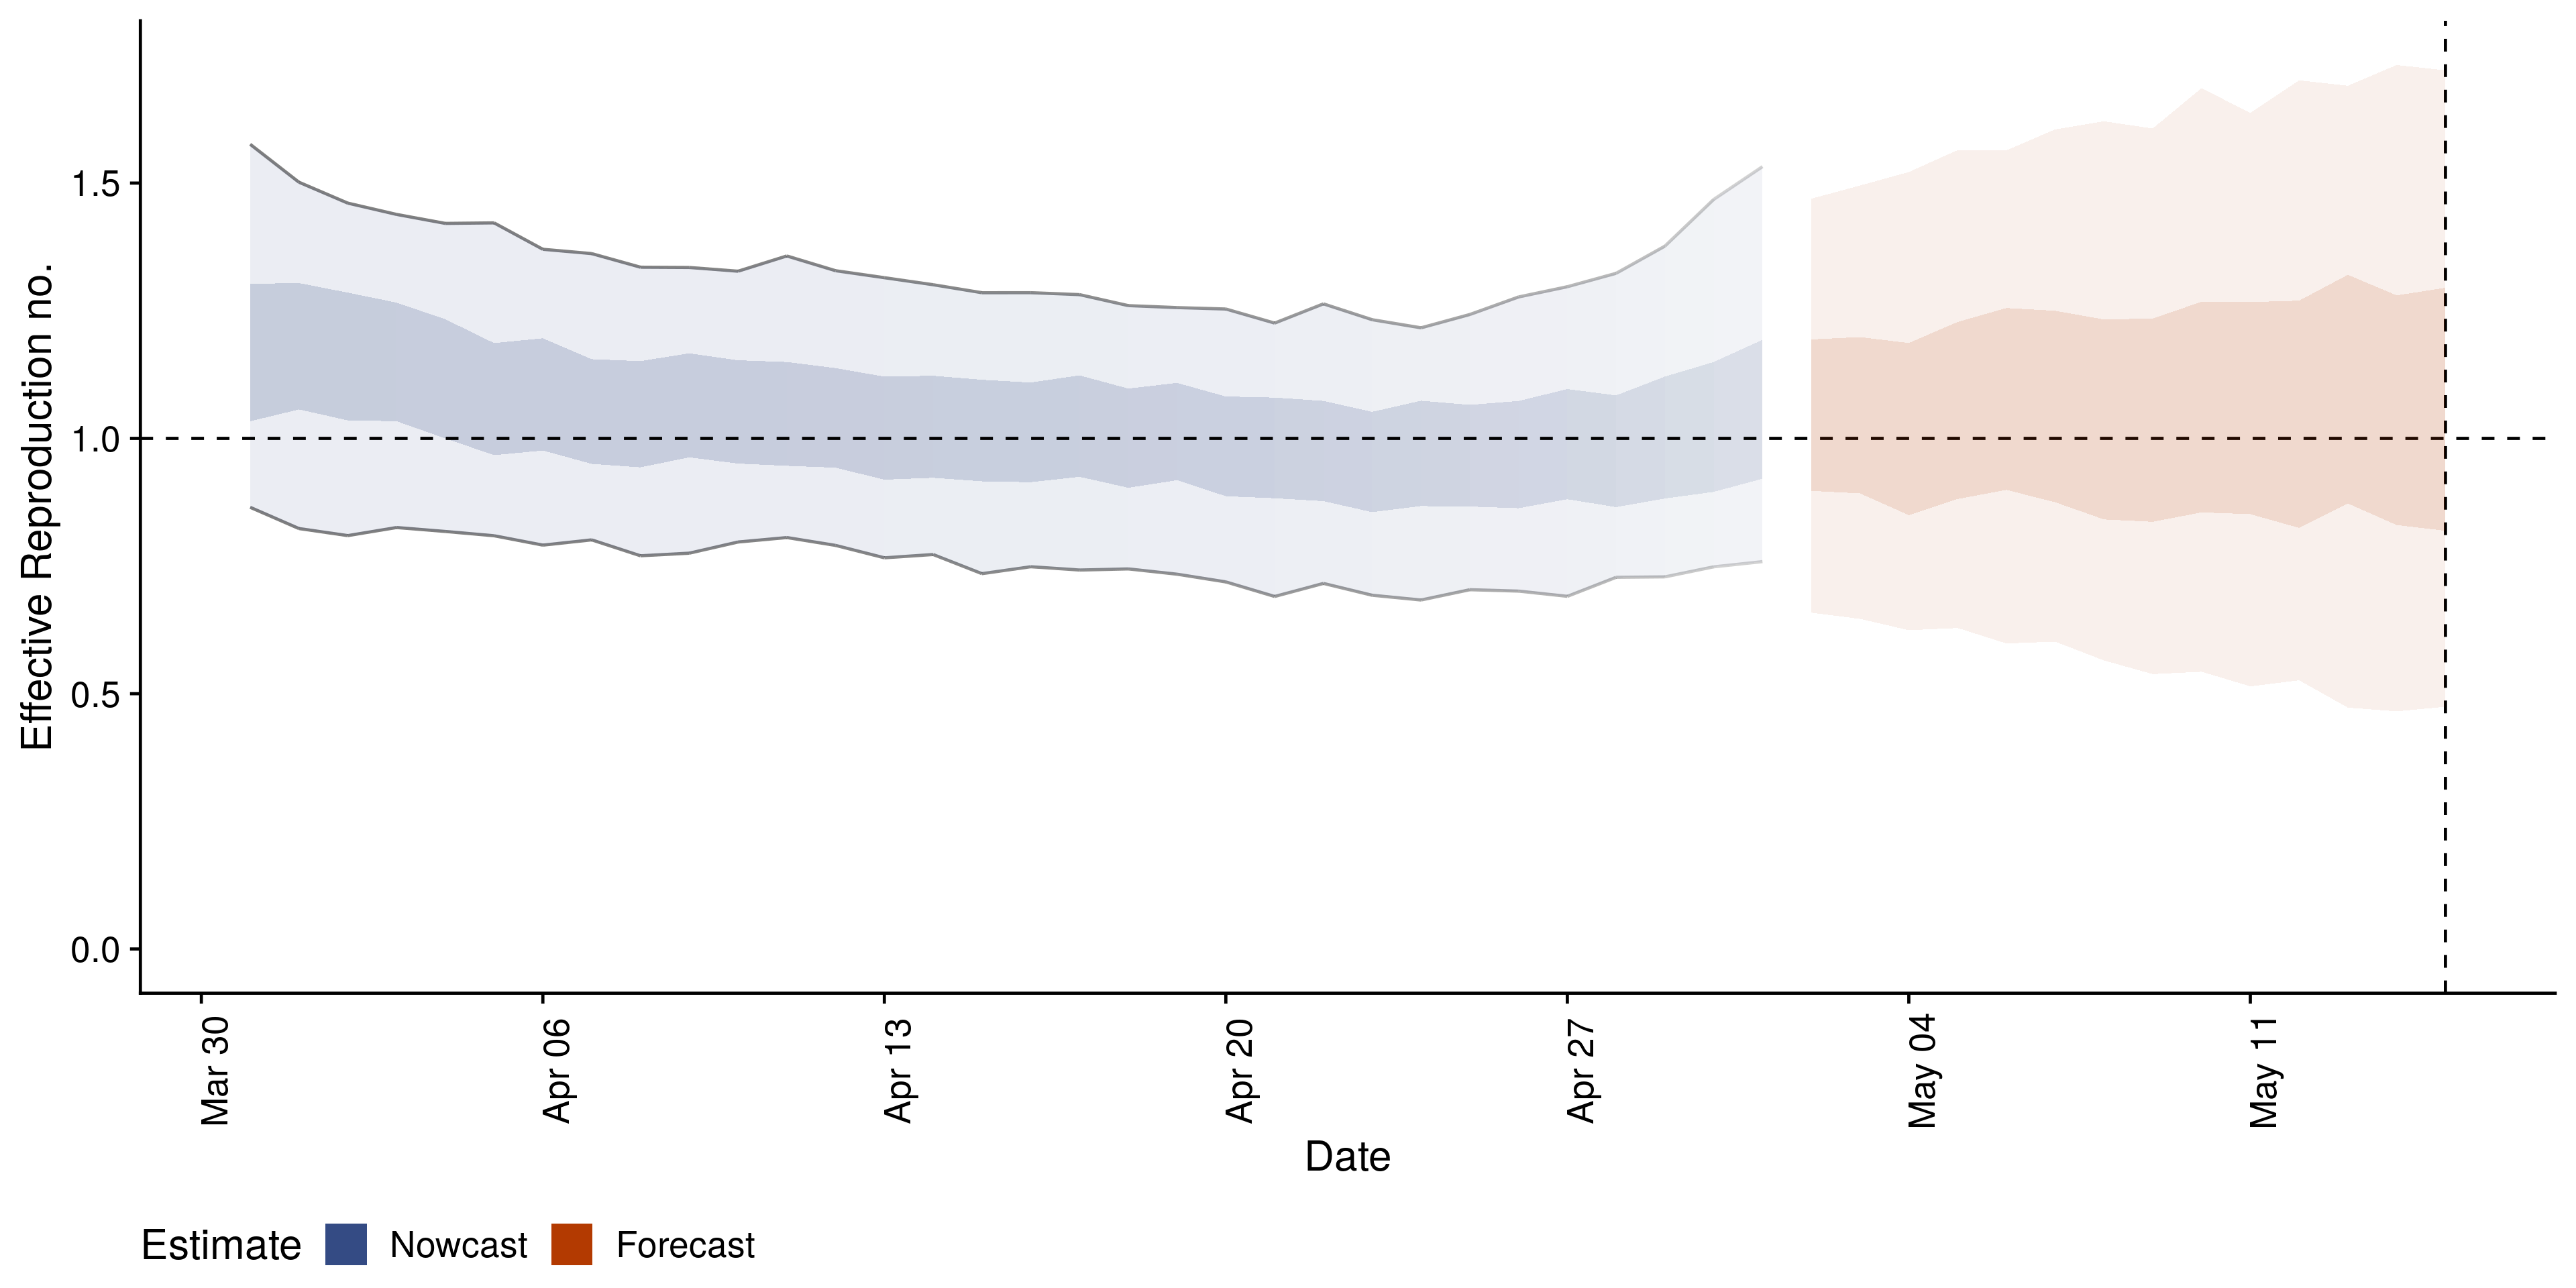 Effective Reproduction no.
1.5
1.0
0.5
0.0
Mar 30
Apr 06
Apr 13
Apr 20
Apr 27
May 04
May 11
Date
Estimate Nowcast Forecast